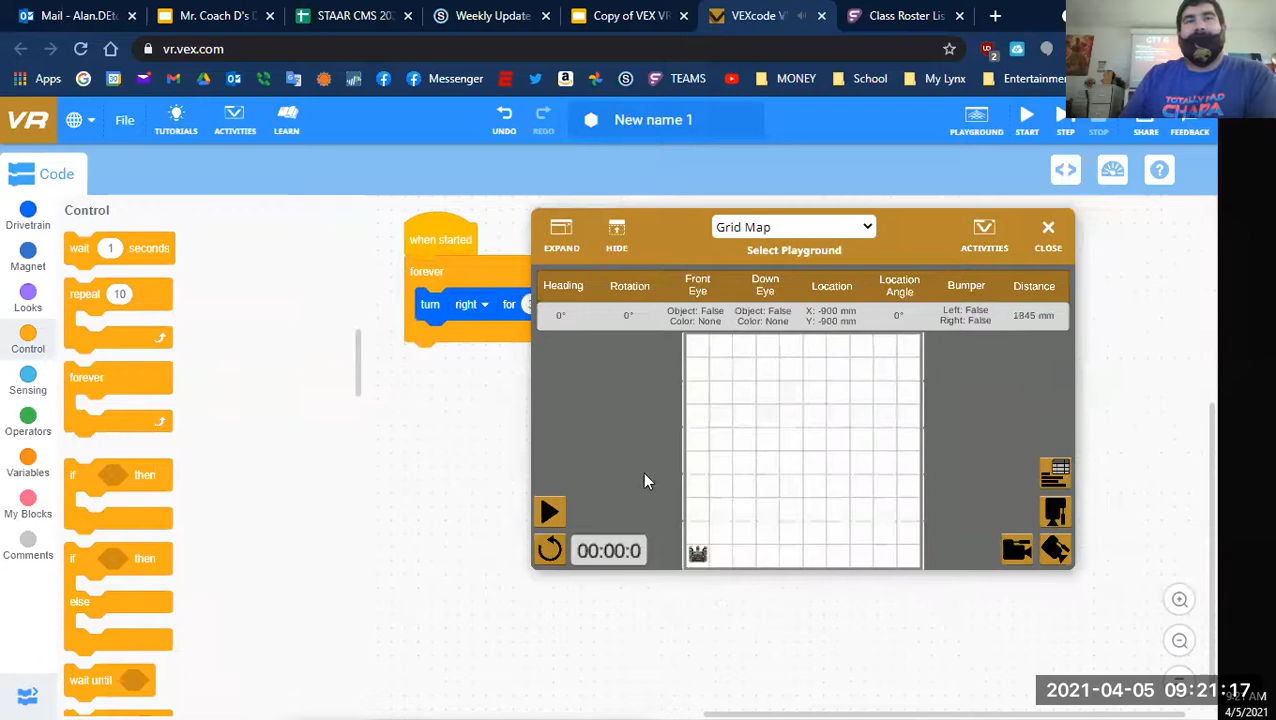 Mail - Alan.DEt
Mr. Coach D's D
STAAR CMS 202
Weekly Update
Copy of VEX VR
VEXcode V
Class Roster Lis
vr.vex.com
Apps
Messenger
TEAMS
MONEY
School
My Lynx
Entertainm
VR
File
TUTORIALS
ACTIVITIES
LEARN
UNDO
REDO
New name 1
PLAYGROUND
START
STEP
STOP
SHARE
FEEDBACK
TOTALLY RAD
CHAPA
Code
Drivetrain
Magnet
Looks
Control
Sensing
Operators
Variables
My Blocks
Comments
Control
wait 1 seconds
repeat 10
forever
if then
if then
else
wait until
when started
forever
turn right for
EXPAND
HIDE
Grid Map
Select Playground
ACTIVITIES
CLOSE
Heading Rotation Front Eye Down Eye Location Location Angle Bumper Distance
0° 0° Object: False Object: False X: -900 mm 0° Left: False 1845 mm
Color: None Color: None Y: -900 mm Right: False
00:00:0
2021-04-05 09:21:17
4/5/2021